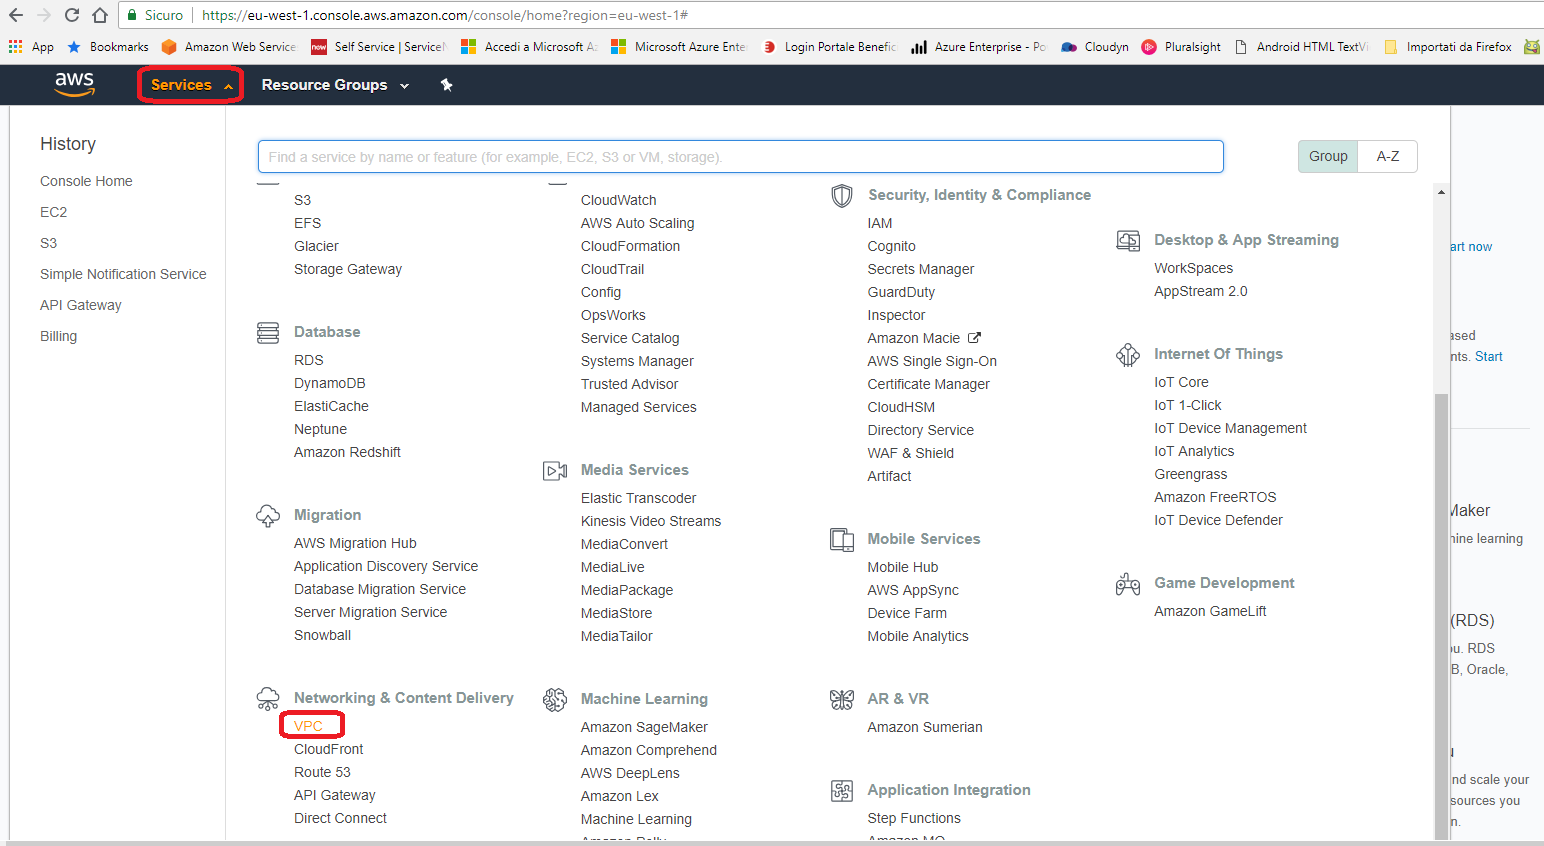 Sicuro https://eu-west-1.console.aws.amazon.com/console/home?region=eu-west-1#
App Bookmarks Amazon Web Service Self Service | Service Accedi a Microsoft Microsoft Azure Ente Login Portale Benefic Azure Enterprise - Po Cloudyn Pluralsight Android HTML TextVi Importati da Firefox
aws Services Resource Groups
History
Console Home
EC2
S3
Simple Notification Service
API Gateway
Billing
Find a service by name or feature (for example, EC2, S3 or VM, storage).
Group A-Z
S3
EFS
Glacier
Storage Gateway
Database
RDS
DynamoDB
ElastiCache
Neptune
Amazon Redshift
Migration
AWS Migration Hub
Application Discovery Service
Database Migration Service
Server Migration Service
Snowball
Networking & Content Delivery
VPC
CloudFront
Route 53
API Gateway
Direct Connect
CloudWatch
AWS Auto Scaling
CloudFormation
CloudTrail
Config
OpsWorks
Service Catalog
Systems Manager
Trusted Advisor
Managed Services
Media Services
Elastic Transcoder
Kinesis Video Streams
MediaConvert
MediaLive
MediaPackage
MediaStore
MediaTailor
Machine Learning
Amazon SageMaker
Amazon Comprehend
AWS DeepLens
Amazon Lex
Machine Learning
Security, Identity & Compliance
IAM
Cognito
Secrets Manager
GuardDuty
Inspector
Amazon Macie
AWS Single Sign-On
Certificate Manager
CloudHSM
Directory Service
WAF & Shield
Artifact
Mobile Services
Mobile Hub
AWS AppSync
Device Farm
Mobile Analytics
AR & VR
Amazon Sumerian
Application Integration
Step Functions
Amazon MQ
Desktop & App Streaming
WorkSpaces
AppStream 2.0
Internet Of Things
IoT Core
IoT 1-Click
IoT Device Management
IoT Analytics
Greengrass
Amazon FreeRTOS
IoT Device Defender
Game Development
Amazon GameLift
art now
ased
nts. Start
Maker
hine learning
(RDS)
ou. RDS
B, Oracle,
nd scale your
sources you
n.